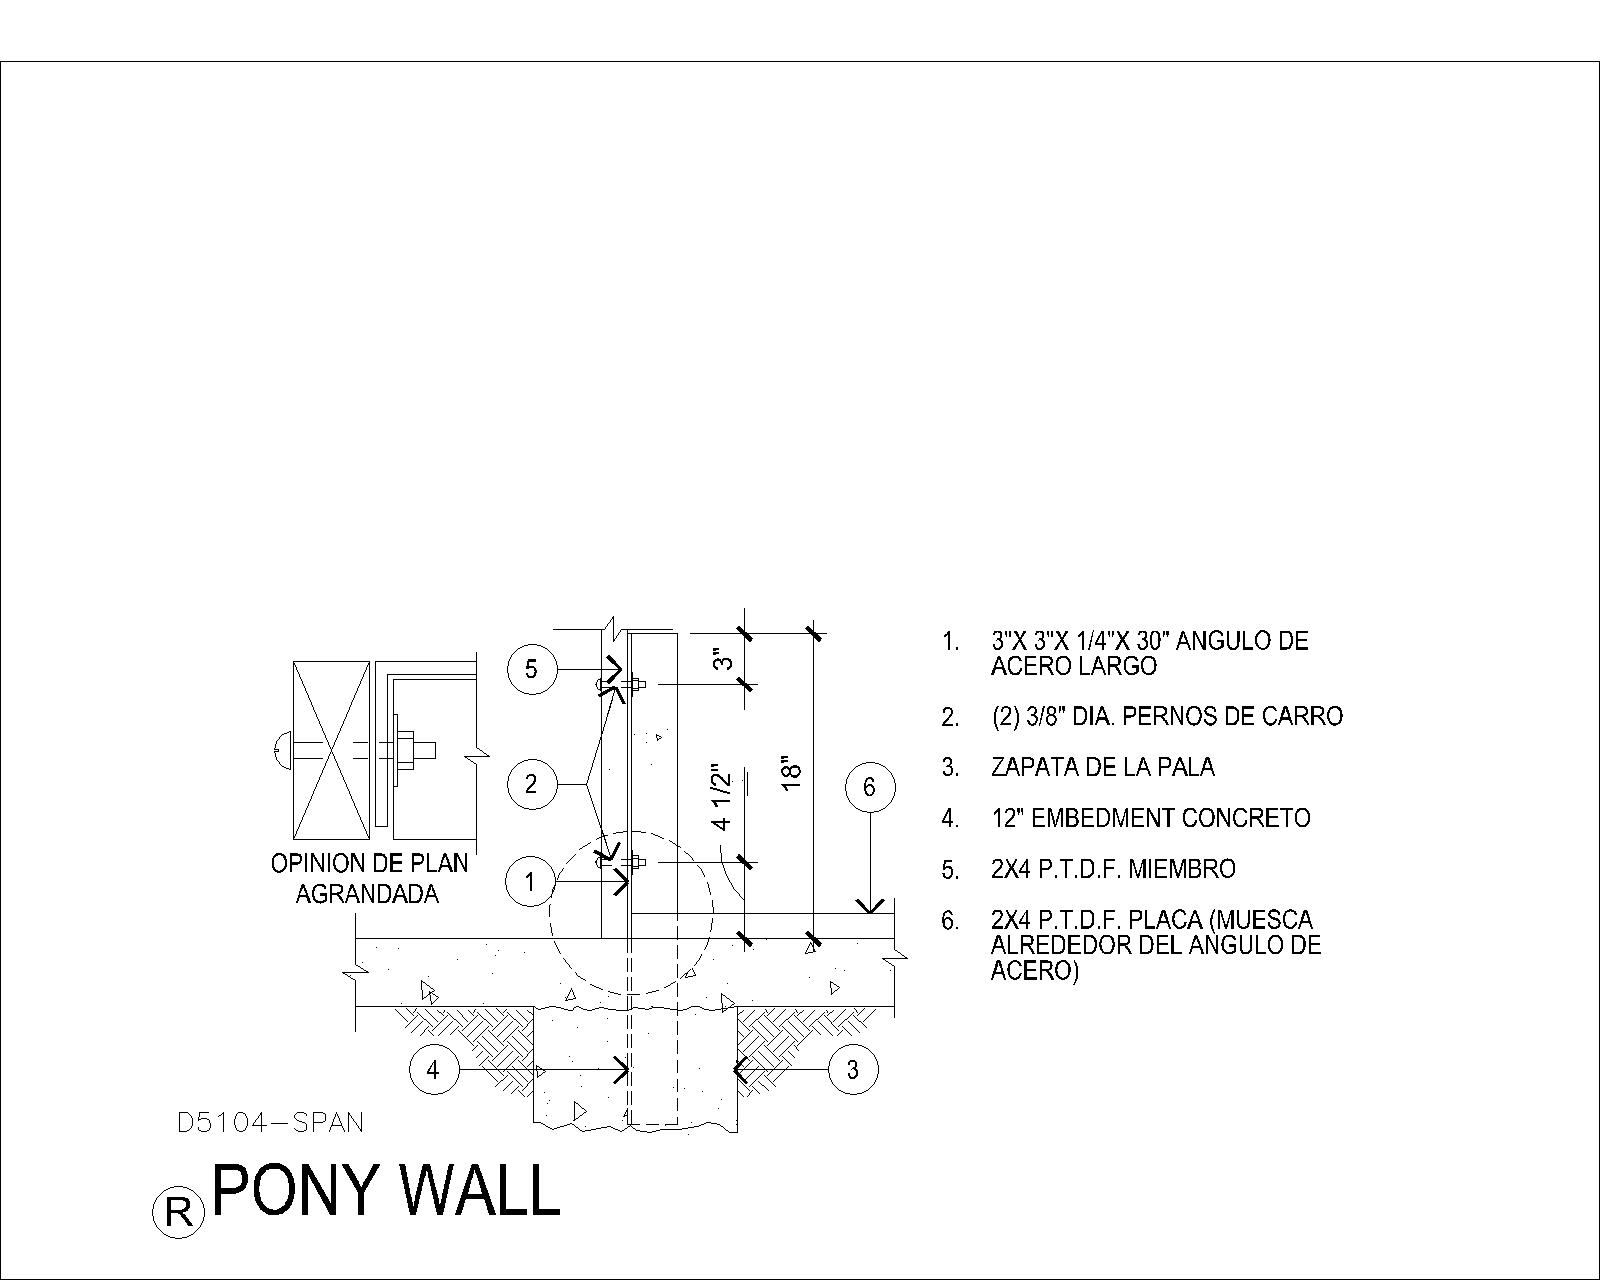 5
2
1
OPINION DE PLAN
AGRANDADA
3"
4 1/2"
18"
6
4
3
1. 3"X 3"X 1/4"X 30" ANGULO DE
ACERO LARGO
2. (2) 3/8" DIA. PERNOS DE CARRO
3. ZAPATA DE LA PALA
4. 12" EMBEDMENT CONCRETO
5. 2X4 P.T.D.F. MIEMBRO
6. 2X4 P.T.D.F. PLACA (MUESCA
ALREDEDOR DEL ANGULO DE
ACERO)
D5104-SPAN
R PONY WALL